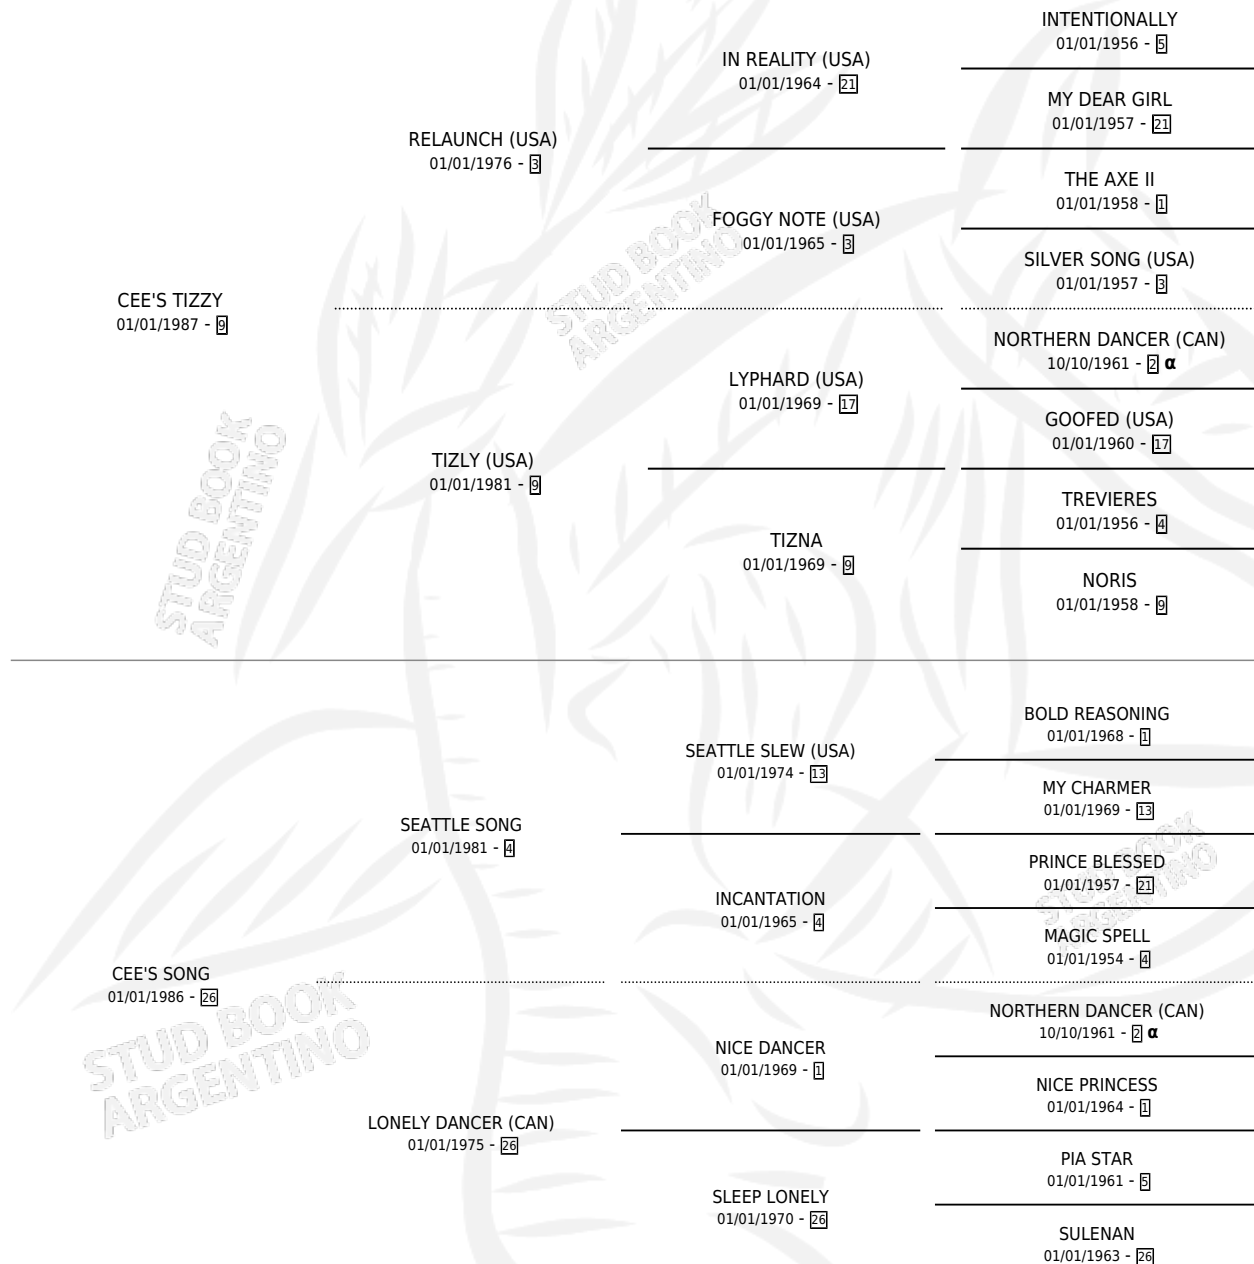 INTENTIONALLY
01/01/1956 - 5
IN REALITY (USA)
01/01/1964 - 21
MY DEAR GIRL
01/01/1957 - 21
RELAUNCH (USA)
01/01/1976 - 3
THE AXE II
01/01/1958 - 1
FOGGY NOTE (USA)
01/01/1965 - 3
SILVER SONG (USA)
01/01/1957 - 3
CEE'S TIZZY
01/01/1987 - 9
NORTHERN DANCER (CAN)
10/10/1961 - 2 α
LYPHARD (USA)
01/01/1969 - 17
GOOFED (USA)
01/01/1960 - 17
TIZLY (USA)
01/01/1981 - 9
TREVIERES
01/01/1956 - 4
TIZNA
01/01/1969 - 9
NORIS
01/01/1958 - 9
BOLD REASONING
01/01/1968 - 1
SEATTLE SLEW (USA)
01/01/1974 - 13
MY CHARMER
01/01/1969 - 13
SEATTLE SONG
01/01/1981 - 4
PRINCE BLESSED
01/01/1957 - 21
INCANTATION
01/01/1965 - 4
MAGIC SPELL
01/01/1954 - 4
CEE'S SONG
01/01/1986 - 26
NORTHERN DANCER (CAN)
10/10/1961 - 2 α
NICE DANCER
01/01/1969 - 1
NICE PRINCESS
01/01/1964 - 1
LONELY DANCER (CAN)
01/01/1975 - 26
PIA STAR
01/01/1961 - 5
SLEEP LONELY
01/01/1970 - 26
SULENAN
01/01/1963 - 26
STUD BOOK
ARGENTINO
STUD BOOK
ARGENTINO
STUD BOOK
ARGENTINO
STUD BOOK
ARGENTINO